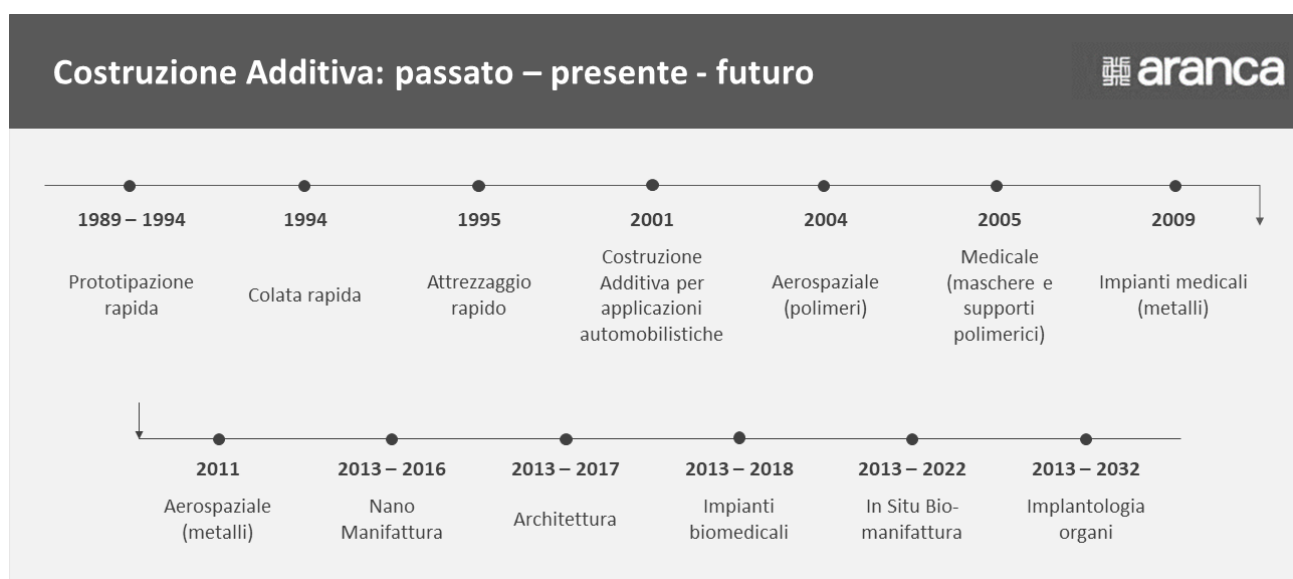 Costruzione Additiva: passato – presente - futuro
aranca
1989 – 1994
Prototipazione
rapida
1994
Colata rapida
1995
Attrezzaggio
rapido
2001
Costruzione
Additiva per
applicazioni
automobilistiche
2004
Aerospaziale
(polimeri)
2005
Medicale
(maschere e
supporti
polimerici)
2009
Impianti medicali
(metalli)
2011
Aerospaziale
(metalli)
2013 – 2016
Nano
Manifattura
2013 – 2017
Architettura
2013 – 2018
Impianti
biomedicali
2013 – 2022
In Situ Bio-
manifattura
2013 – 2032
Implantologia
organi